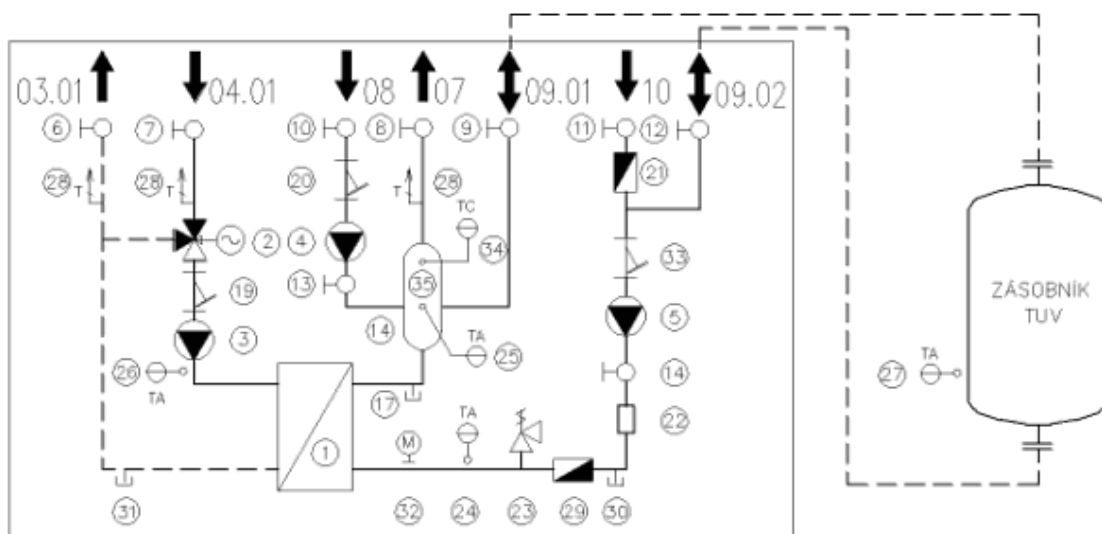 03.01 04.01 08 07 09.01 10 09.02
6 7 10 8 9 11 12
28 T 28 T 20 T 28 21
TC
2 4 34 33
19 13 35 ZÁSOBNÍK
TUV
3 14 TA 25 5
26 TA TA 27
17 14
TA 22
1 M
31 32 24 23 29 30